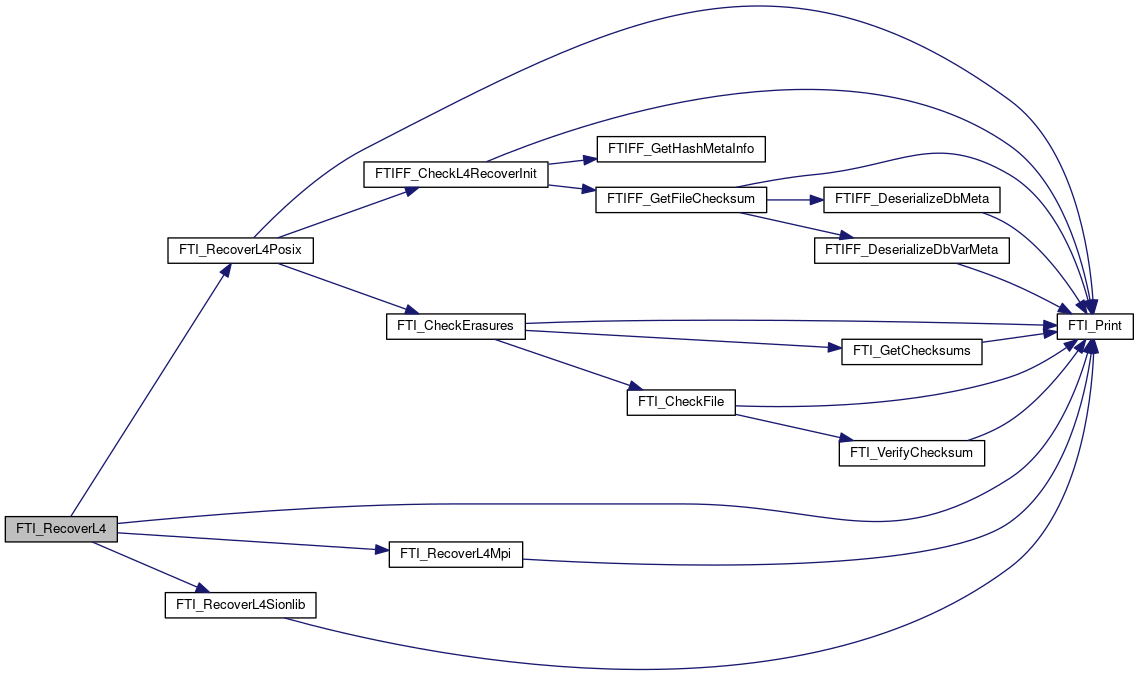 FTIFF_GetHashMetaInfo
FTIFF_CheckL4RecoverInit
FTIFF_GetFileChecksum
FTIFF_DeserializeDbMeta
FTI_RecoverL4Posix
FTIFF_DeserializeDbVarMeta
FTI_CheckErasures
FTI_Print
FTI_GetChecksums
FTI_CheckFile
FTI_VerifyChecksum
FTI_RecoverL4
FTI_RecoverL4Mpi
FTI_RecoverL4Sionlib